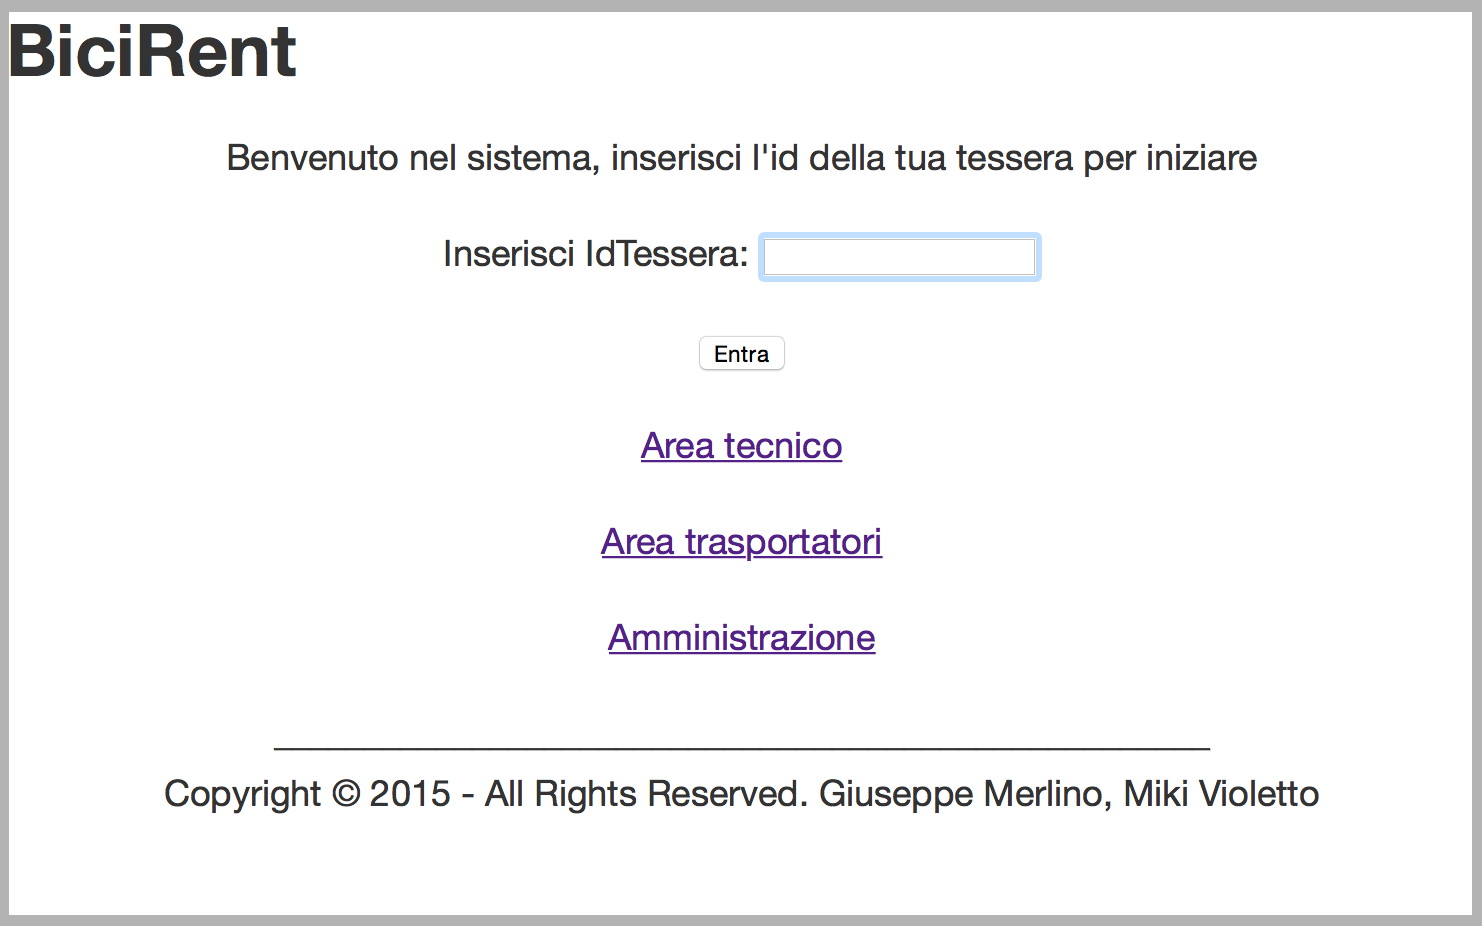 BiciRent
Benvenuto nel sistema, inserisci l'id della tua tessera per iniziare
Inserisci IdTessera:
Entra
Area tecnico
Area trasportatori
Amministrazione
Copyright © 2015 - All Rights Reserved. Giuseppe Merlino, Miki Violetto